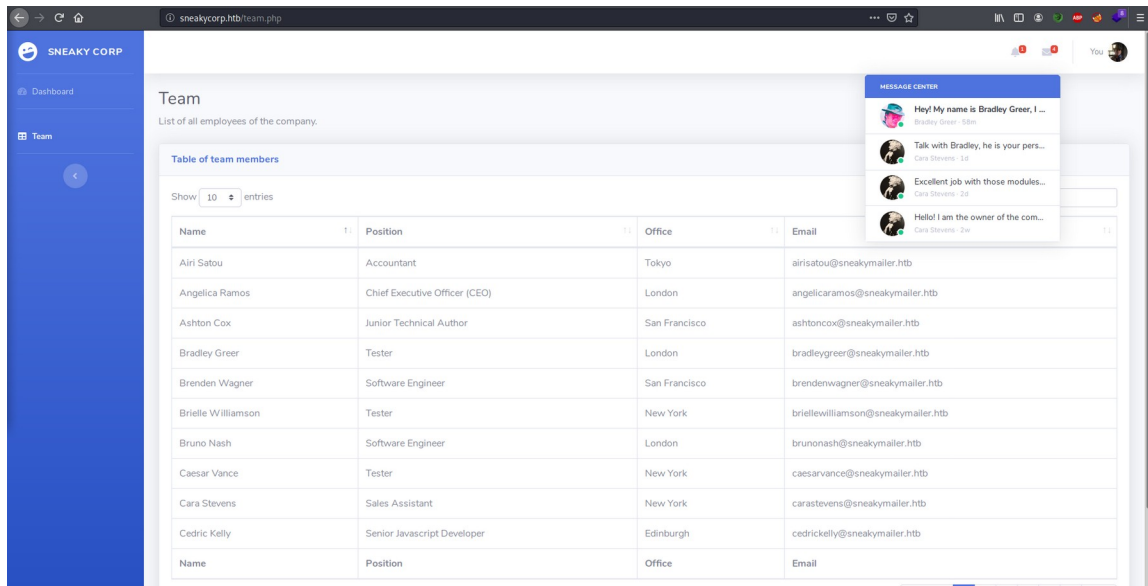 sneakycorp.htb/team.php
ABP
SNEAKY CORP
1
4
You
Dashboard
Team
Team
List of all employees of the company.
MESSAGE CENTER
Hey! My name is Bradley Greer, I ...
Bradley Greer · 58m
Talk with Bradley, he is your pers...
Cara Stevens · 1d
Excellent job with those modules...
Cara Stevens · 2d
Hello! I am the owner of the com...
Cara Stevens · 2w
Table of team members
Show 10 entries
Name Position Office Email
Airi Satou Accountant Tokyo airisatou@sneakymailer.htb
Angelica Ramos Chief Executive Officer (CEO) London angelicaramos@sneakymailer.htb
Ashton Cox Junior Technical Author San Francisco ashtoncox@sneakymailer.htb
Bradley Greer Tester London bradleygreer@sneakymailer.htb
Brenden Wagner Software Engineer San Francisco brendenwagner@sneakymailer.htb
Brielle Williamson Tester New York briellewilliamson@sneakymailer.htb
Bruno Nash Software Engineer London brunonash@sneakymailer.htb
Caesar Vance Tester New York caesarvance@sneakymailer.htb
Cara Stevens Sales Assistant New York carastevens@sneakymailer.htb
Cedric Kelly Senior Javascript Developer Edinburgh cedrickelly@sneakymailer.htb
Name Position Office Email